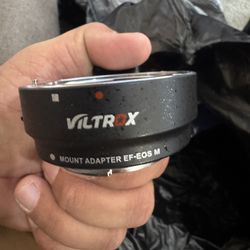 VILTROX
MOUNT ADAPTER EF-EOS M